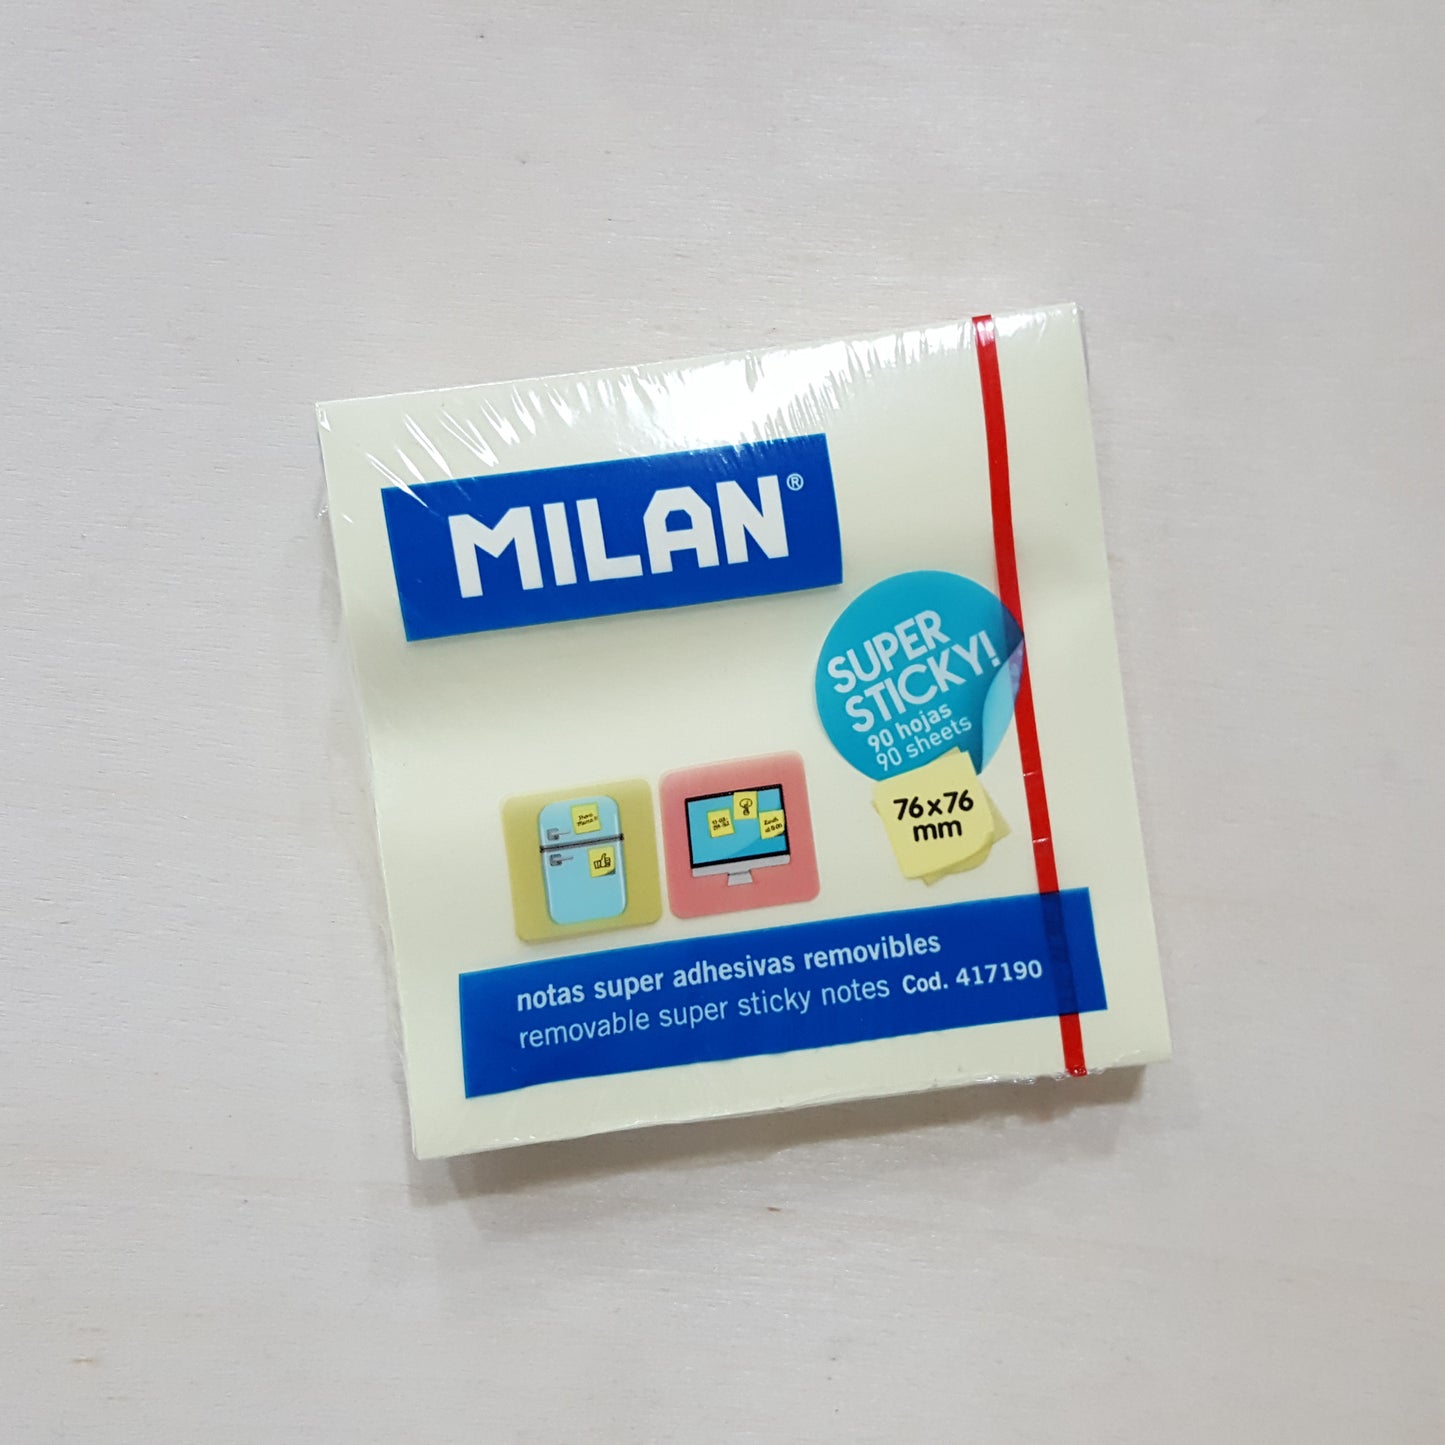 MILAN®
SUPER
STICKY!
90 hojas
90 sheets
76x76
mm
notas super adhesivas removibles
removable super sticky notes Cod. 417190